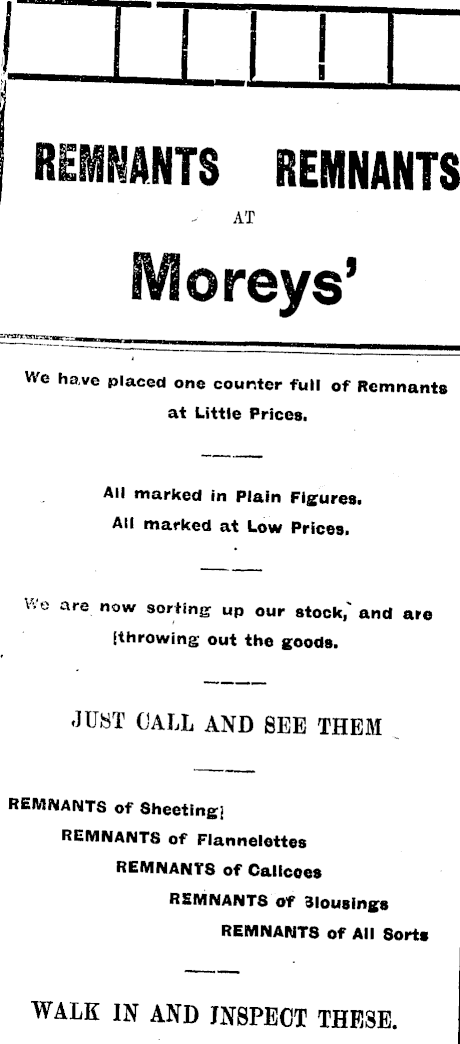 REMNANTS REMNANTS
AT
Moreys'
We have placed one counter full of Remnants
at Little Prices.
All marked in Plain Figures.
All marked at Low Prices.
We are now sorting up our stock, and are
throwing out the goods.
JUST CALL AND SEE THEM
REMNANTS of Sheeting
REMNANTS of Flannelettes
REMNANTS of Calicoes
REMNANTS of Blousings
REMNANTS of All Sorts
WALK IN AND INSPECT THESE.